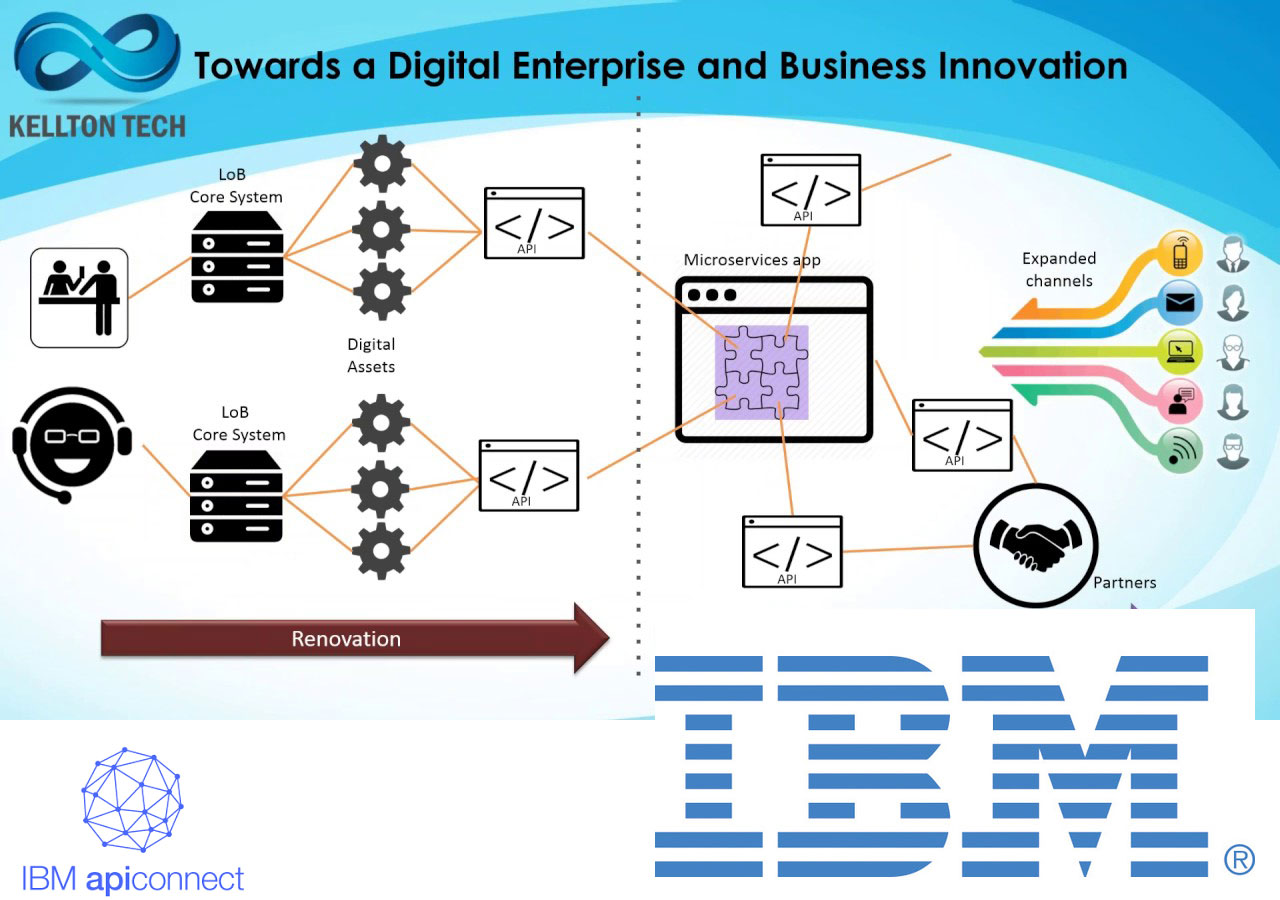 Towards a Digital Enterprise and Business Innovation
KELLTON TECH
LoB
Core System
</>
API
Digital
Assets
LoB
Core System
</>
API
Renovation
</>
API
Microservices app
Expanded
channels
</>
API
</>
API
Partners
IBM®
IBM apiconnect